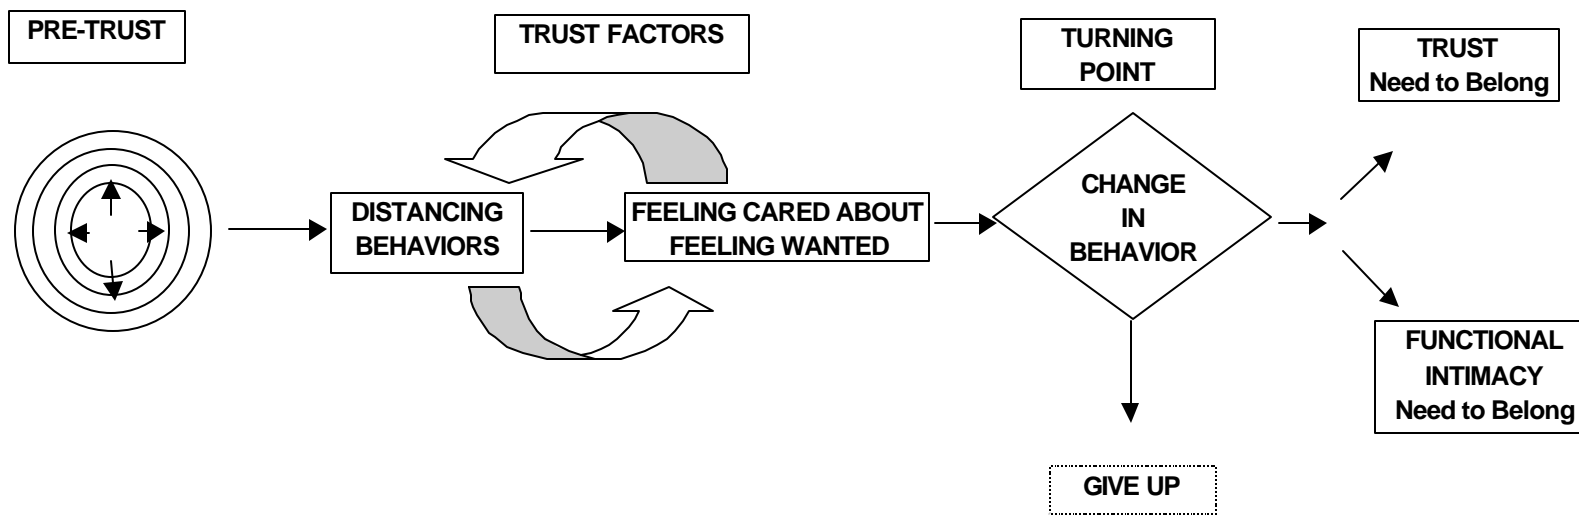 PRE-TRUST
TRUST FACTORS
TURNING
POINT
TRUST
Need to Belong
DISTANCING
BEHAVIORS
FEELING CARED ABOUT
FEELING WANTED
CHANGE
IN
BEHAVIOR
FUNCTIONAL
INTIMACY
Need to Belong
GIVE UP